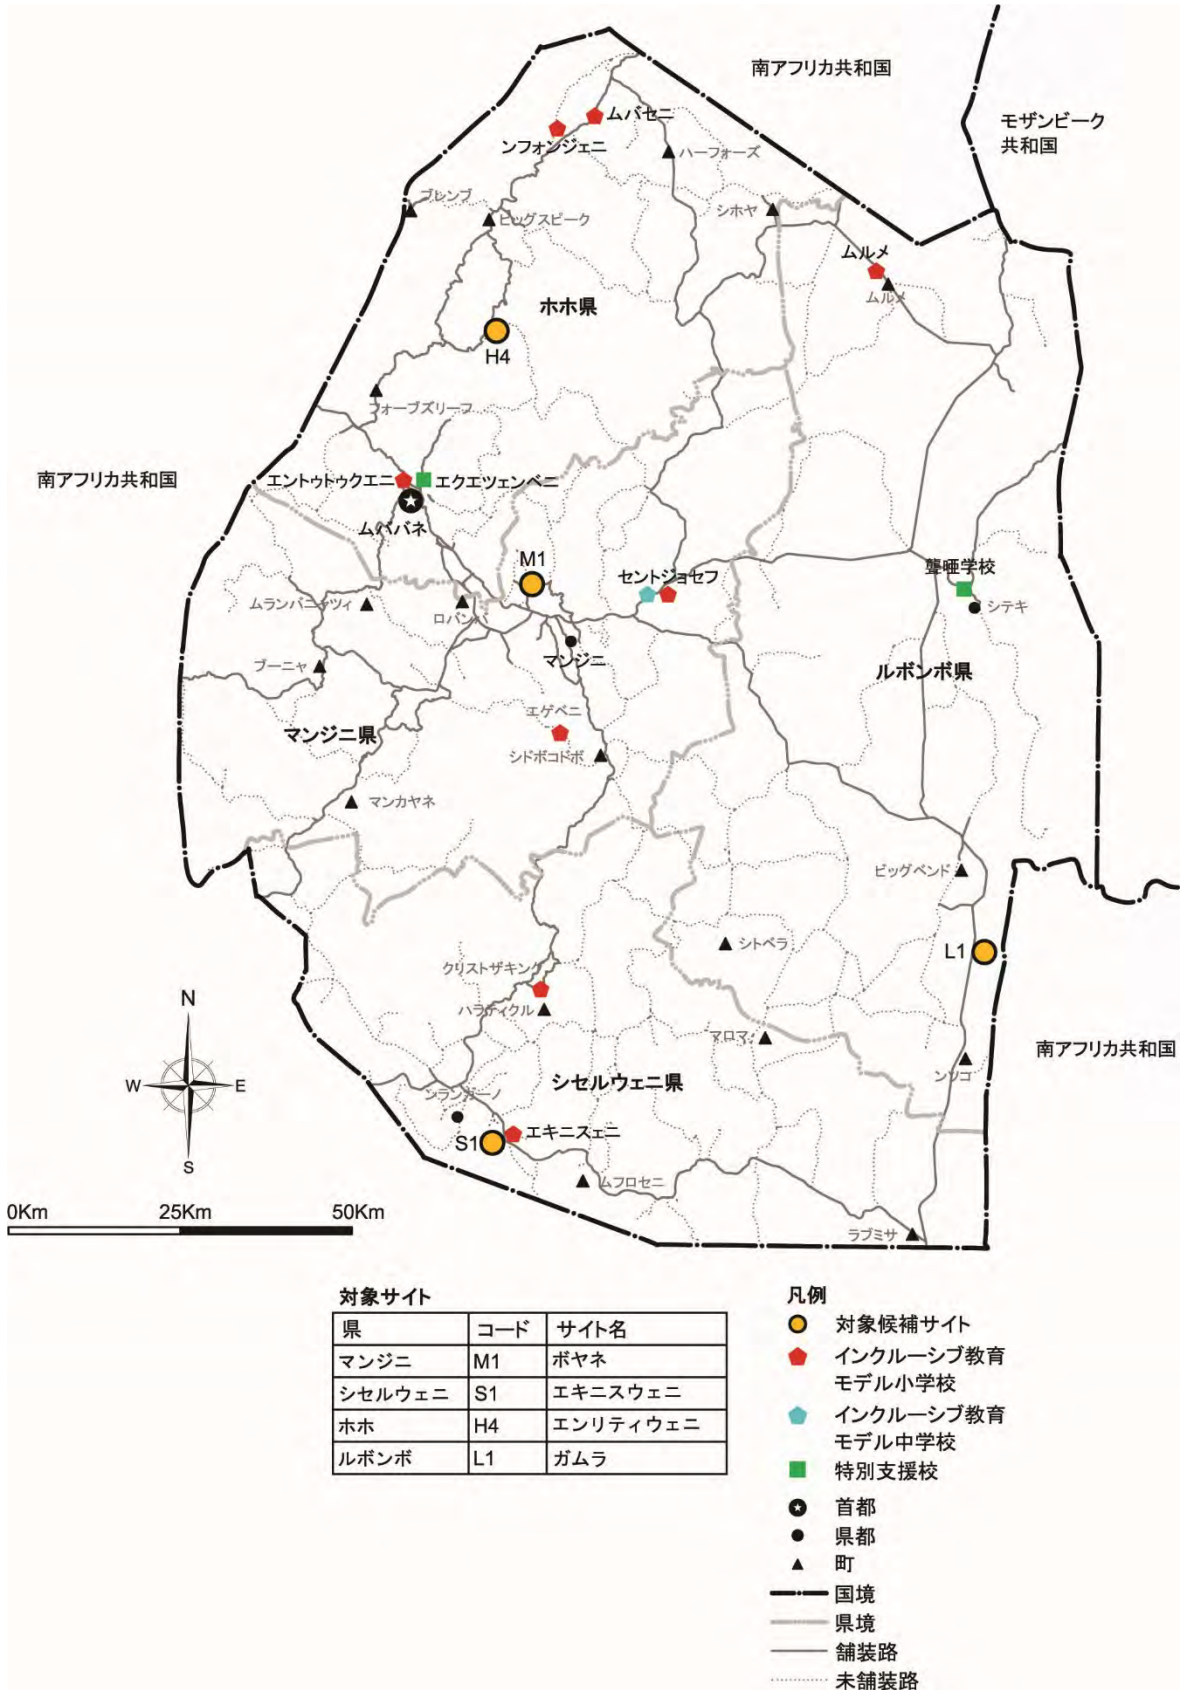 南アフリカ共和国
モザンビーク
共和国
ムバセニ
ンフォンジェニ
ハーフォーズ
ブレンブ
ピッグスピーク
シホヤ
ムルメ
ムルメ
ホホ県
H4
フォーブズリーフ
南アフリカ共和国
エントゥトゥクエニ
エクエツェンベニ
ムババネ
M1
セントジョセフ
聾唖学校
シテキ
ムランバニャツィ
ロバンバ
マンジニ
ブーニャ
ルボンボ県
エゲベニ
マンジニ県
シドボコドボ
マンカヤネ
ビッグベンド
シトベラ
L1
クリストザキング
ハラティクル
マロマ
南アフリカ共和国
ンソコ
シセルウェニ県
ンランガーノ
S1
エキニスェニ
ムフロセニ
ラブミサ
N
W
E
S
0Km 25Km 50Km
対象サイト
県 コード サイト名
マンジニ M1 ボヤネ
シセルウェニ S1 エキニスウェニ
ホホ H4 エンリティウェニ
ルボンボ L1 ガムラ
凡例
対象候補サイト
インクルーシブ教育
モデル小学校
インクルーシブ教育
モデル中学校
特別支援校
首都
県都
町
国境
県境
舗装路
未舗装路